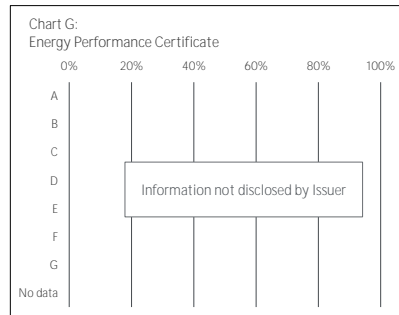 Chart G:
Energy Performance Certificate
0% 20% 40% 60% 80% 100%
A
B
C
D
Information not disclosed by Issuer
E
F
G
No data